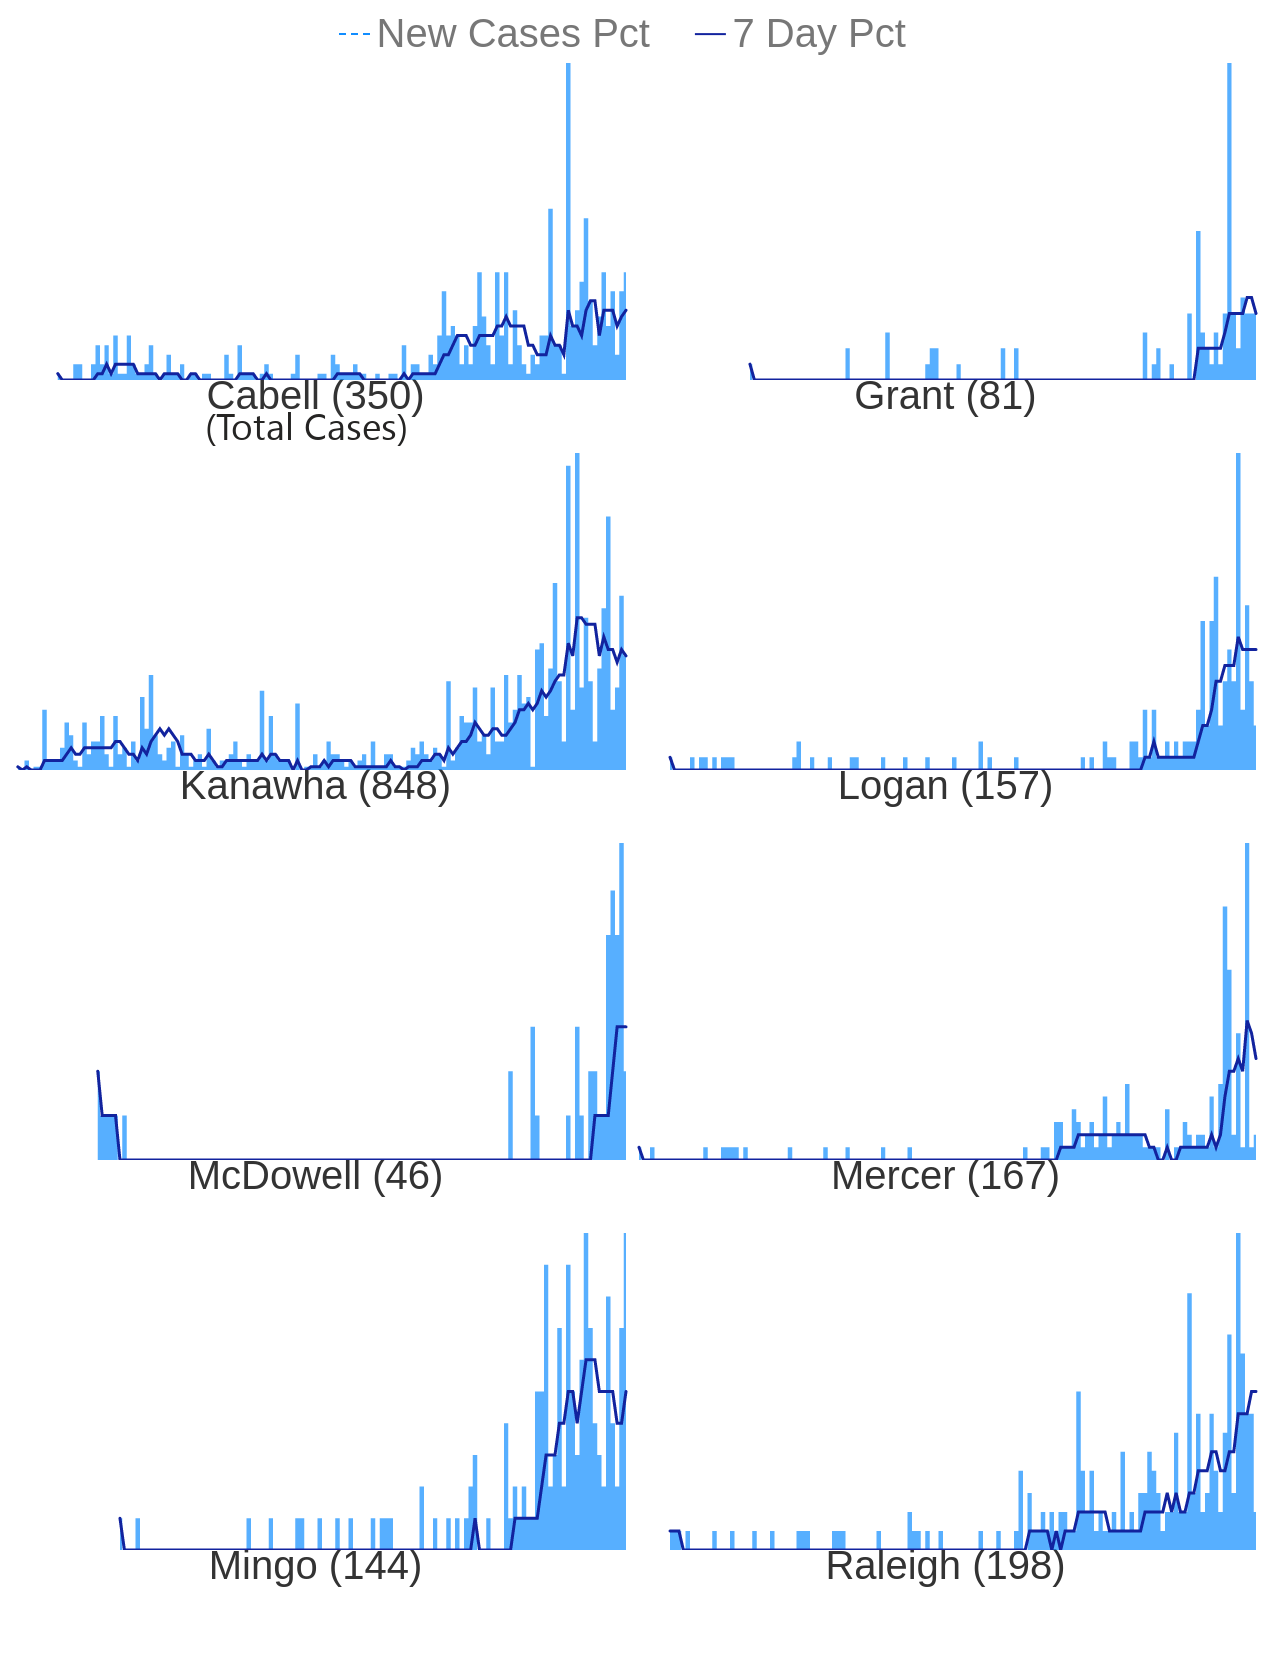 New Cases Pct 7 Day Pct
Cabell (350) Grant (81)
(Total Cases)
Kanawha (848) Logan (157)
McDowell (46) Mercer (167)
Mingo (144) Raleigh (198)